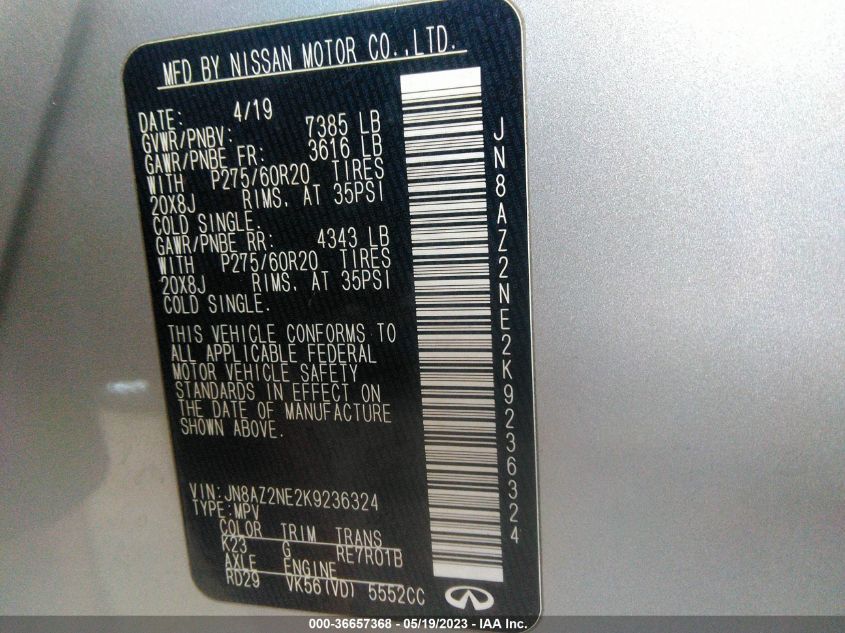 MFD BY NISSAN MOTOR CO.,LTD.
DATE: 4/19
GVWR/PNBV: 7385 LB
GAWR/PNBE FR: 3616 LB
WITH P275/60R20 TIRES
20X8J RIMS, AT 35PSI
COLD SINGLE.
GAWR/PNBE RR: 4343 LB
WITH P275/60R20 TIRES
20X8J RIMS, AT 35PSI
COLD SINGLE.
THIS VEHICLE CONFORMS TO
ALL APPLICABLE FEDERAL
MOTOR VEHICLE SAFETY
STANDARDS IN EFFECT ON
THE DATE OF MANUFACTURE
SHOWN ABOVE.
VIN:JN8AZ2NE2K9236324
TYPE:MPV
COLOR TRIM TRANS
K23 G RE7R01B
AXLE ENGINE
RD29 VK56(VD) 5552CC
JN8AZ2NE2K9236324
000-36657368 - 05/19/2023 - IAA Inc.